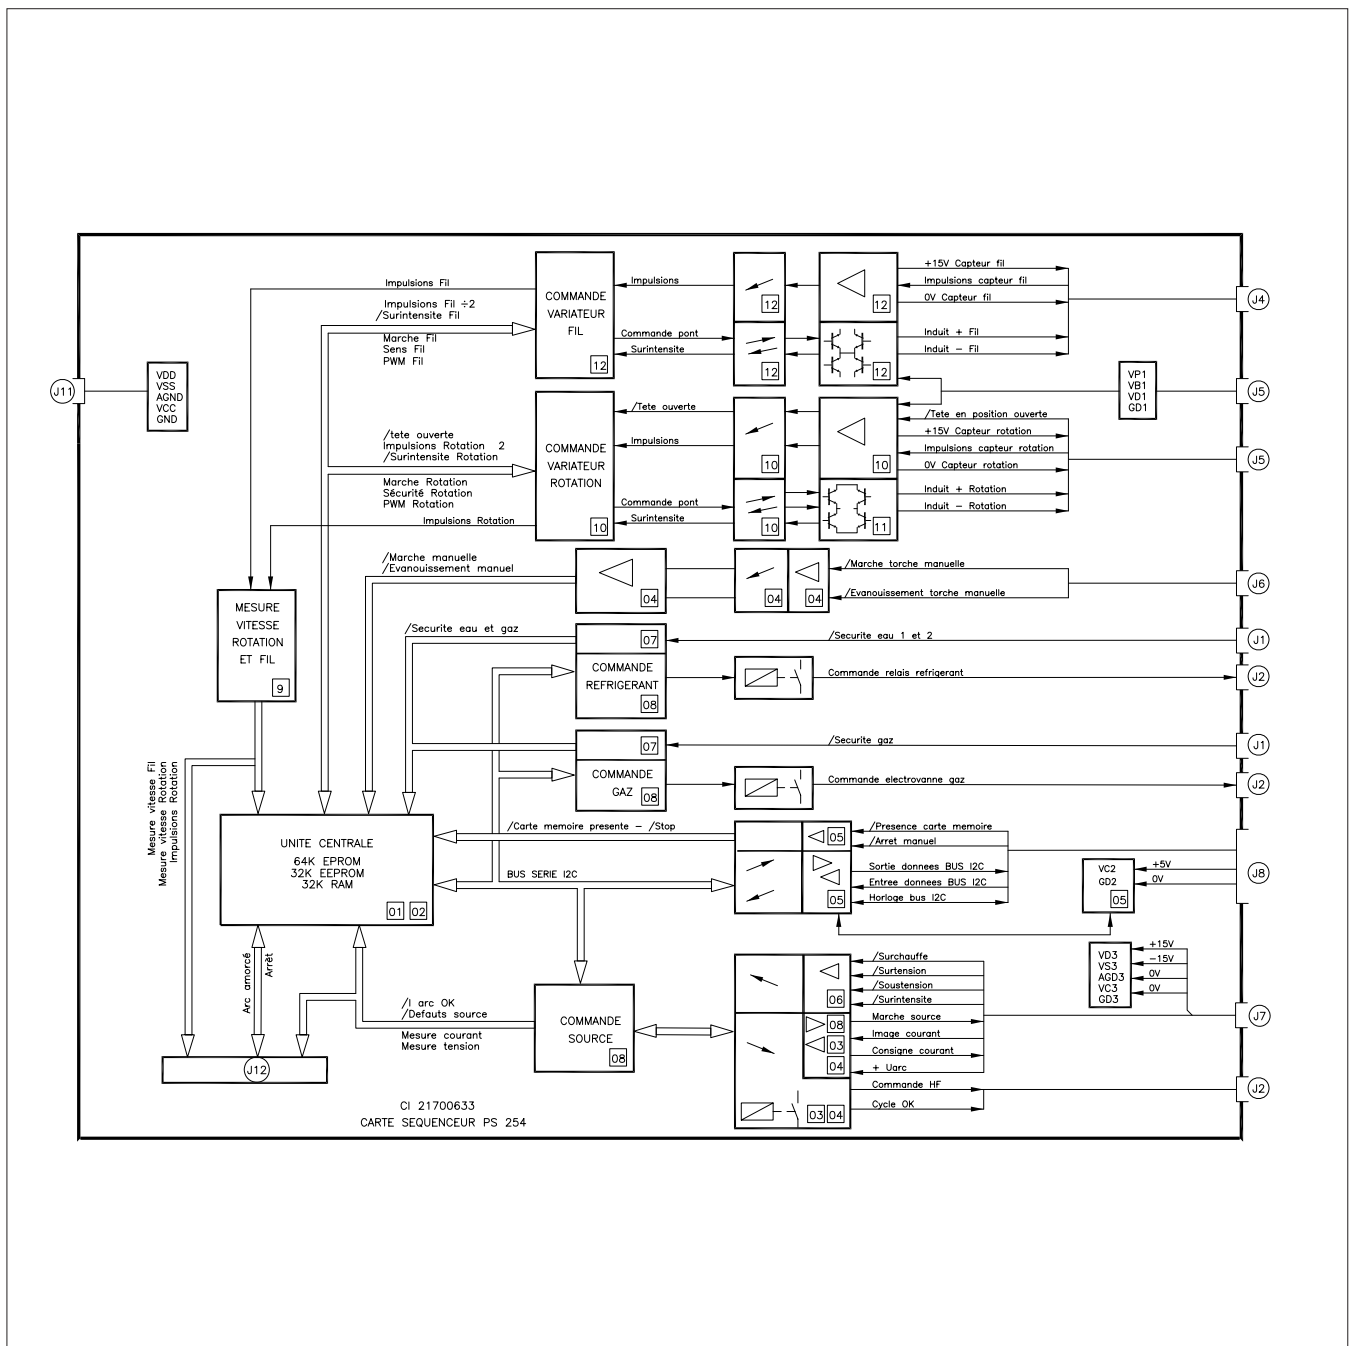 Impulsions Fil
Impulsions Fil ÷2
/Surintensite Fil
Marche Fil
Sens Fil
PWM Fil
COMMANDE
VARIATEUR
FIL
12
Impulsions
Commande pont
Surintensite
12
12
12
12
+15V Capteur fil
Impulsions capteur fil
0V Capteur fil
Induit + Fil
Induit − Fil
J4
J11
VDD
VSS
AGND
VCC
GND
VP1
VB1
VD1
GD1
J5
/tete ouverte
Impulsions Rotation 2
/Surintensite Rotation
Marche Rotation
Sécurité Rotation
PWM Rotation
Impulsions Rotation
COMMANDE
VARIATEUR
ROTATION
10
/Tete ouverte
Impulsions
Commande pont
Surintensite
10
10
10
11
/Tete en position ouverte
+15V Capteur rotation
Impulsions capteur rotation
0V Capteur rotation
Induit + Rotation
Induit − Rotation
J5
/Marche manuelle
/Evanouissement manuel
04
04
04
/Marche torche manuelle
/Evanouissement torche manuelle
J6
MESURE
VITESSE
ROTATION
ET FIL
9
/Securite eau et gaz
07
COMMANDE
REFRIGERANT
08
/Securite eau 1 et 2
J1
Commande relais refrigerant
J2
07
COMMANDE
GAZ
08
/Securite gaz
J1
Commande electrovanne gaz
J2
Mesure vitesse Fil
Mesure vitesse Rotation
Impulsions Rotation
UNITE CENTRALE
64K EPROM
32K EEPROM
32K RAM
01
02
/Carte memoire presente − /Stop
BUS SERIE I2C
05
05
/Presence carte memoire
/Arret manuel
Sortie donnees BUS I2C
Entree donnees BUS I2C
Horloge bus I2C
VC2
GD2
05
+5V
0V
J8
Arc amorcé
Arrêt
/I arc OK
/Defauts source
Mesure courant
Mesure tension
COMMANDE
SOURCE
08
06
08
03
04
03
04
/Surchauffe
/Surtension
/Soustension
/Surintensite
Marche source
Image courant
Consigne courant
+ Uarc
Commande HF
Cycle OK
VD3
VS3
AGD3
VC3
GD3
+15V
−15V
0V
0V
J7
J2
J12
CI 21700633
CARTE SEQUENCEUR PS 254